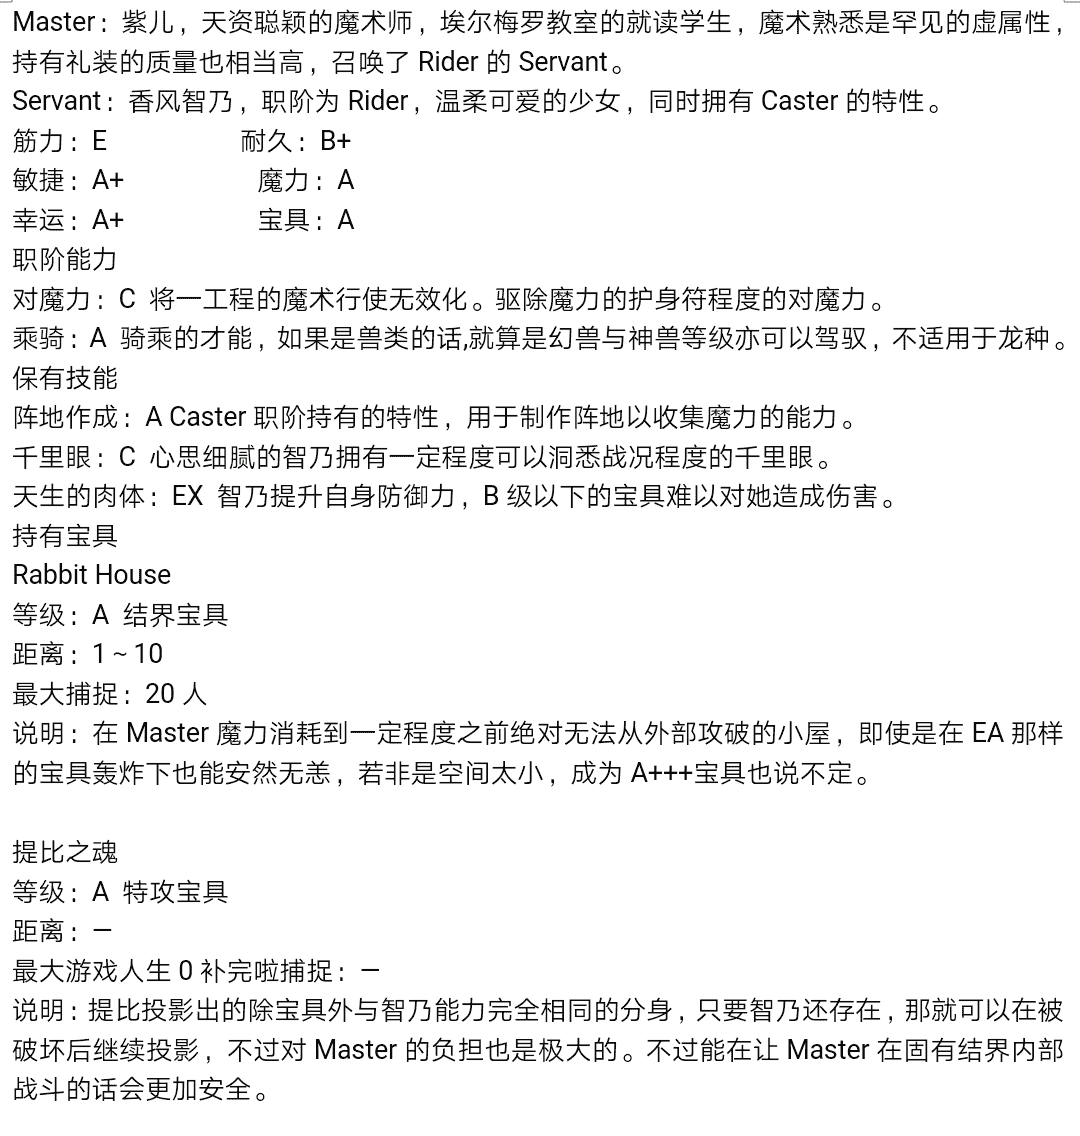 Master：紫儿，天资聪颖的魔术师，埃尔梅罗教室的就读学生，魔术熟悉是罕见的虚属性，
持有礼装的质量也相当高，召唤了 Rider 的 Servant。
Servant：香风智乃，职阶为 Rider，温柔可爱的少女，同时拥有 Caster 的特性。
筋力：E 耐久：B+
敏捷：A+ 魔力：A
幸运：A+ 宝具：A
职阶能力
对魔力：C 将一工程的魔术行使无效化。驱除魔力的护身符程度的对魔力。
乘骑：A 骑乘的才能，如果是兽类的话,就算是幻兽与神兽等级亦可以驾驭，不适用于龙种。
保有技能
阵地作成：A Caster 职阶持有的特性，用于制作阵地以收集魔力的能力。
千里眼：C 心思细腻的智乃拥有一定程度可以洞悉战况程度的千里眼。
天生的肉体：EX 智乃提升自身防御力，B 级以下的宝具难以对她造成伤害。
持有宝具
Rabbit House
等级：A 结界宝具
距离：1～10
最大捕捉：20 人
说明：在 Master 魔力消耗到一定程度之前绝对无法从外部攻破的小屋，即使是在 EA 那样
的宝具轰炸下也能安然无恙，若非是空间太小，成为 A+++宝具也说不定。
提比之魂
等级：A 特攻宝具
距离：—
最大游戏人生 0 补完啦捕捉：—
说明：提比投影出的除宝具外与智乃能力完全相同的分身，只要智乃还存在，那就可以在被
破坏后继续投影，不过对 Master 的负担也是极大的。不过能在让 Master 在固有结界内部
战斗的话会更加安全。